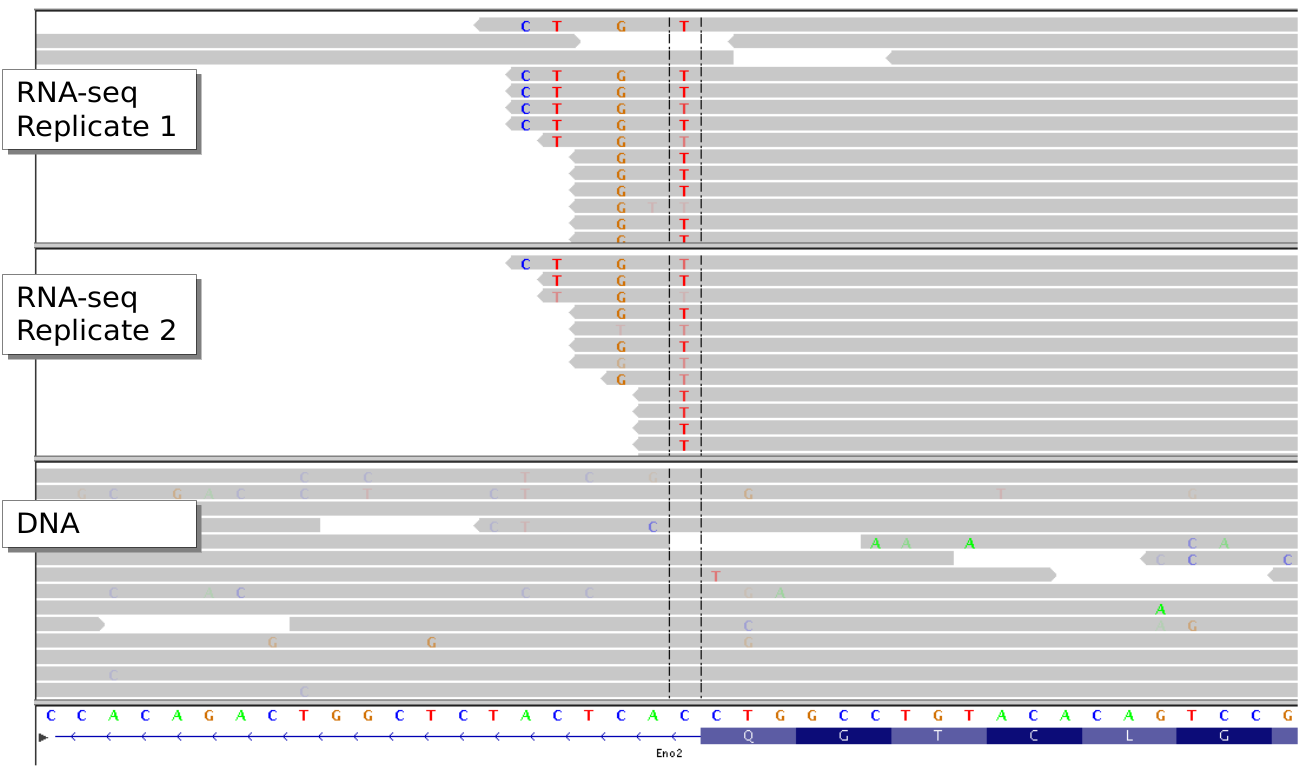 RNA-seq
Replicate 1
C T G T
C T G T
C T G T
C T G T
C T G T
T G T
G T
G T
G T
G T T
G T
G T
RNA-seq
Replicate 2
C T G T
T G T
T G T
G T
T T
G T
G T
G T
T
T
T
T
DNA
C C T C G
G C G A C C T C T G T G
C T C
A A A C A
C C C
T
C A C C C G A
A
C A G
G G G
C
C
C C A C A G A C T G G C T C T A C T C A C C T G G C C T G T A C A C A G T C C G
Q G T C L G
Eno2